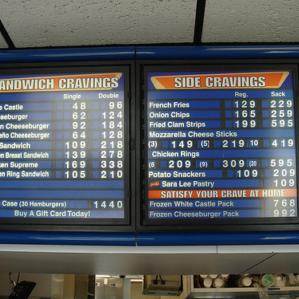 SANDWICH CRAVINGS
Single Double
Castle 48 96
62 124
Cheeseburger 92 184
Cheeseburger 64 128
Sandwich 109 218
Breast Sandwich 139 278
Supreme 169 338
Ring Sandwich 105 210
Case (30 Hamburgers) 1440
Buy A Gift Card Today!
SIDE CRAVINGS
Reg. Sack
French Fries 129 229
Onion Chips 165 259
Fried Clam Strips 199 595
Mozzarella Cheese Sticks
(3) 149 (5) 219 (10) 419
Chicken Rings
(6) 209 (9) 309 (20) 595
Potato Snackers 109 209
Sara Lee Pastry 109
SATISFY YOUR CRAVE AT HOME
Frozen White Castle Pack 768
Frozen Cheeseburger Pack 992